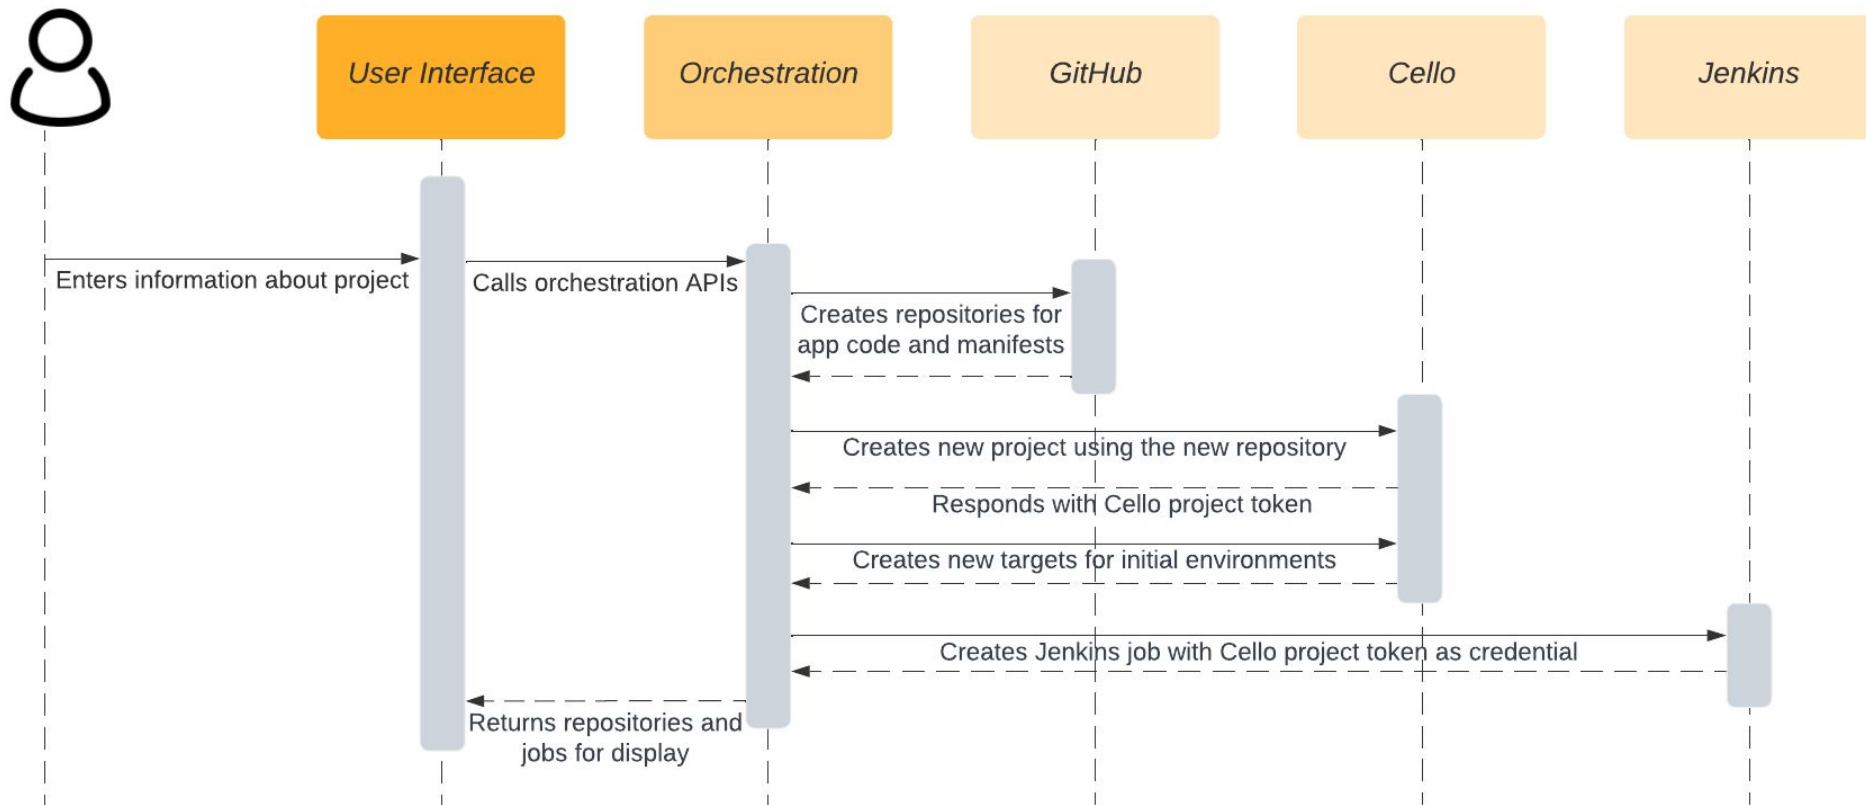 User Interface
Orchestration
GitHub
Cello
Jenkins
Enters information about project
Calls orchestration APIs
Creates repositories for
app code and manifests
Creates new project using the new repository
Responds with Cello project token
Creates new targets for initial environments
Creates Jenkins job with Cello project token as credential
Returns repositories and
jobs for display